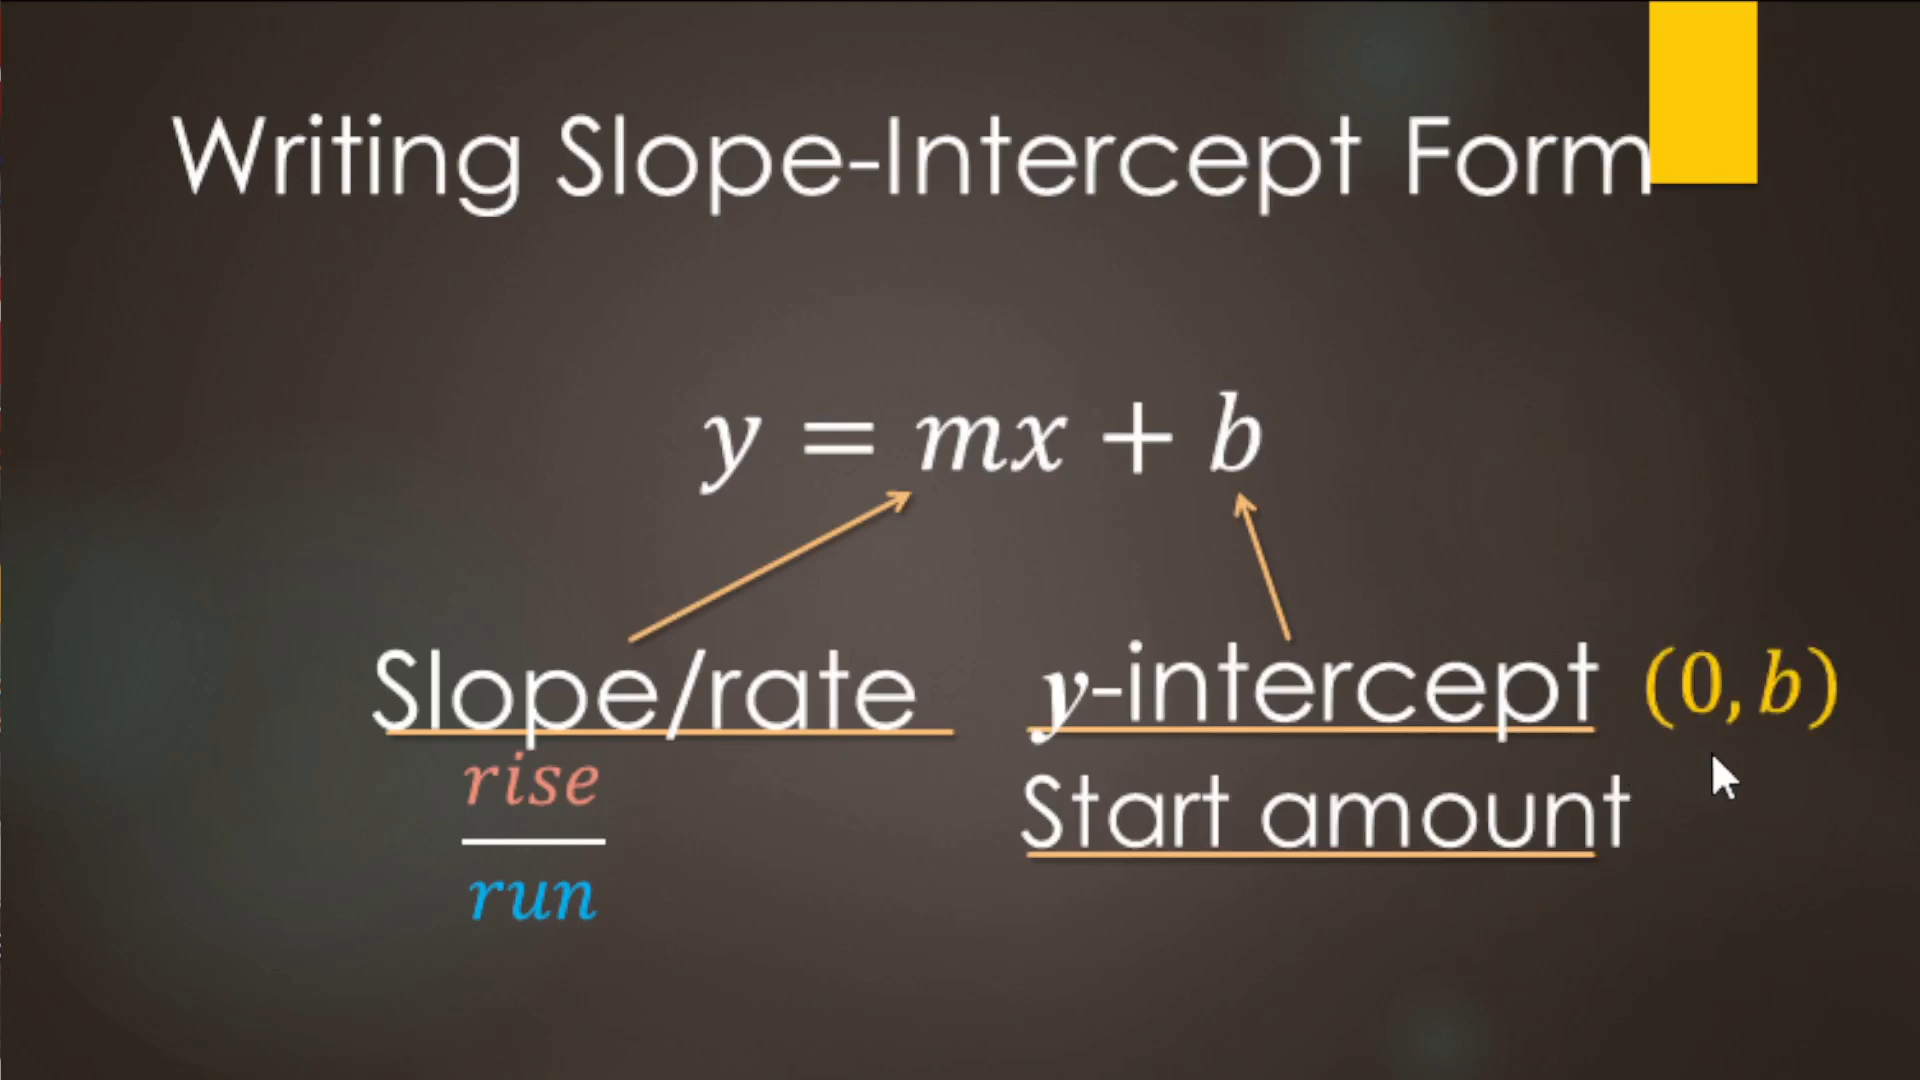 Writing Slope-Intercept Form
y = mx + b
Slope/rate
y-intercept (0, b)
rise
run
Start amount